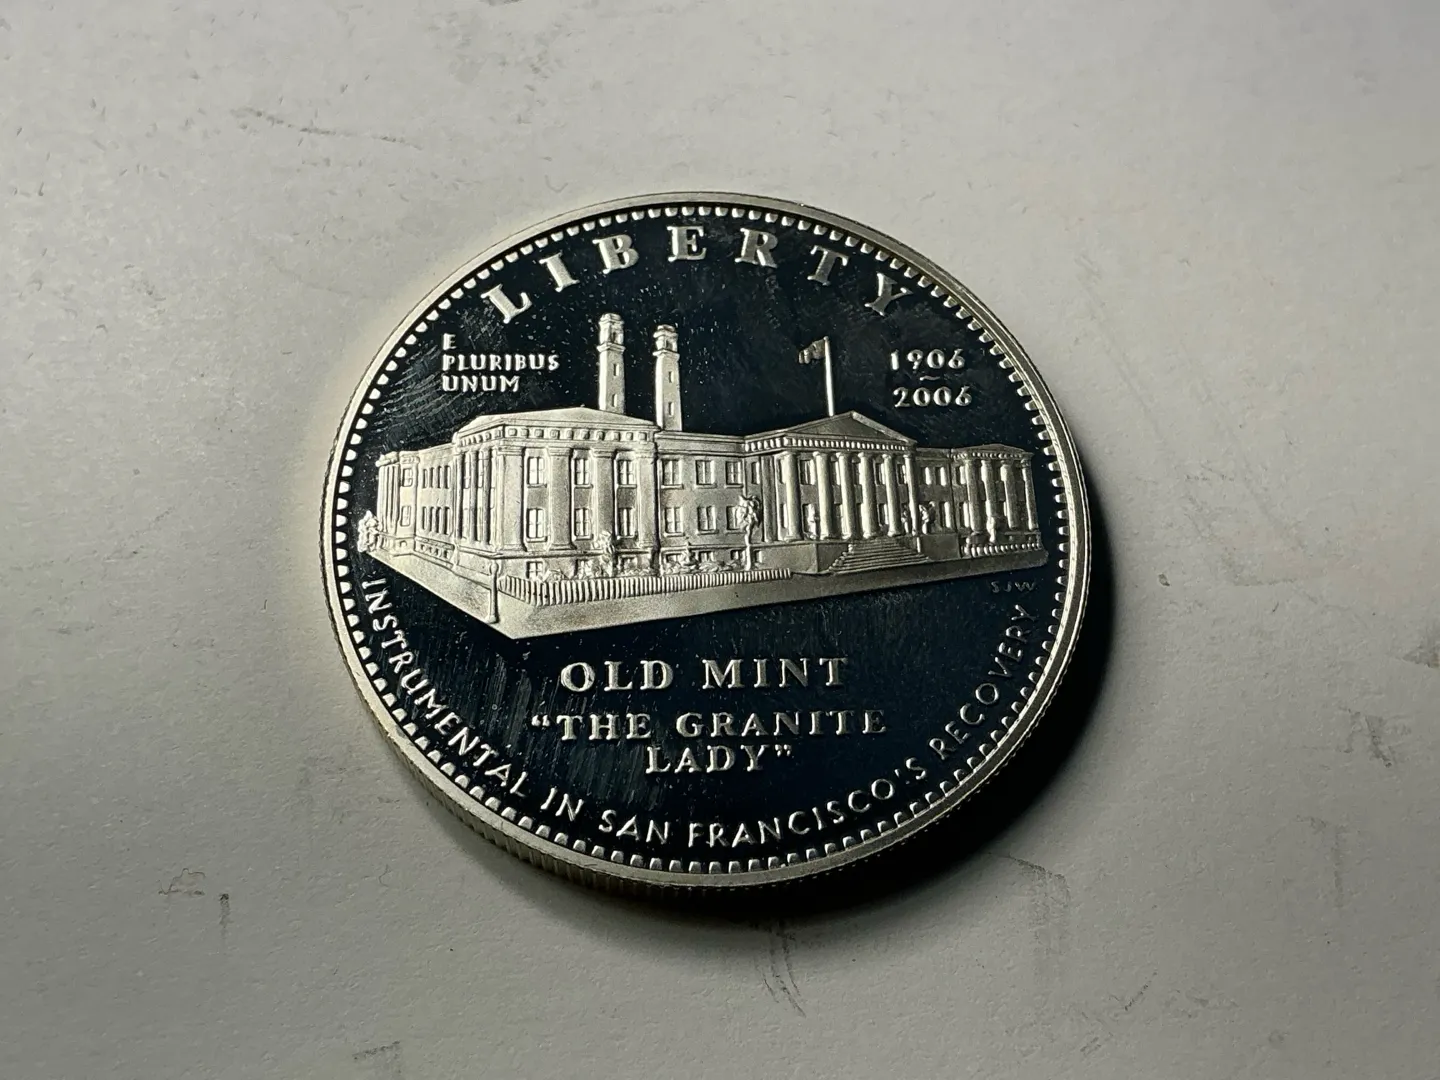 LIBERTY
E
PLURIBUS
UNUM
1906
~
2006
SJW
OLD MINT
“THE GRANITE
LADY”
INSTRUMENTAL IN SAN FRANCISCO'S RECOVERY